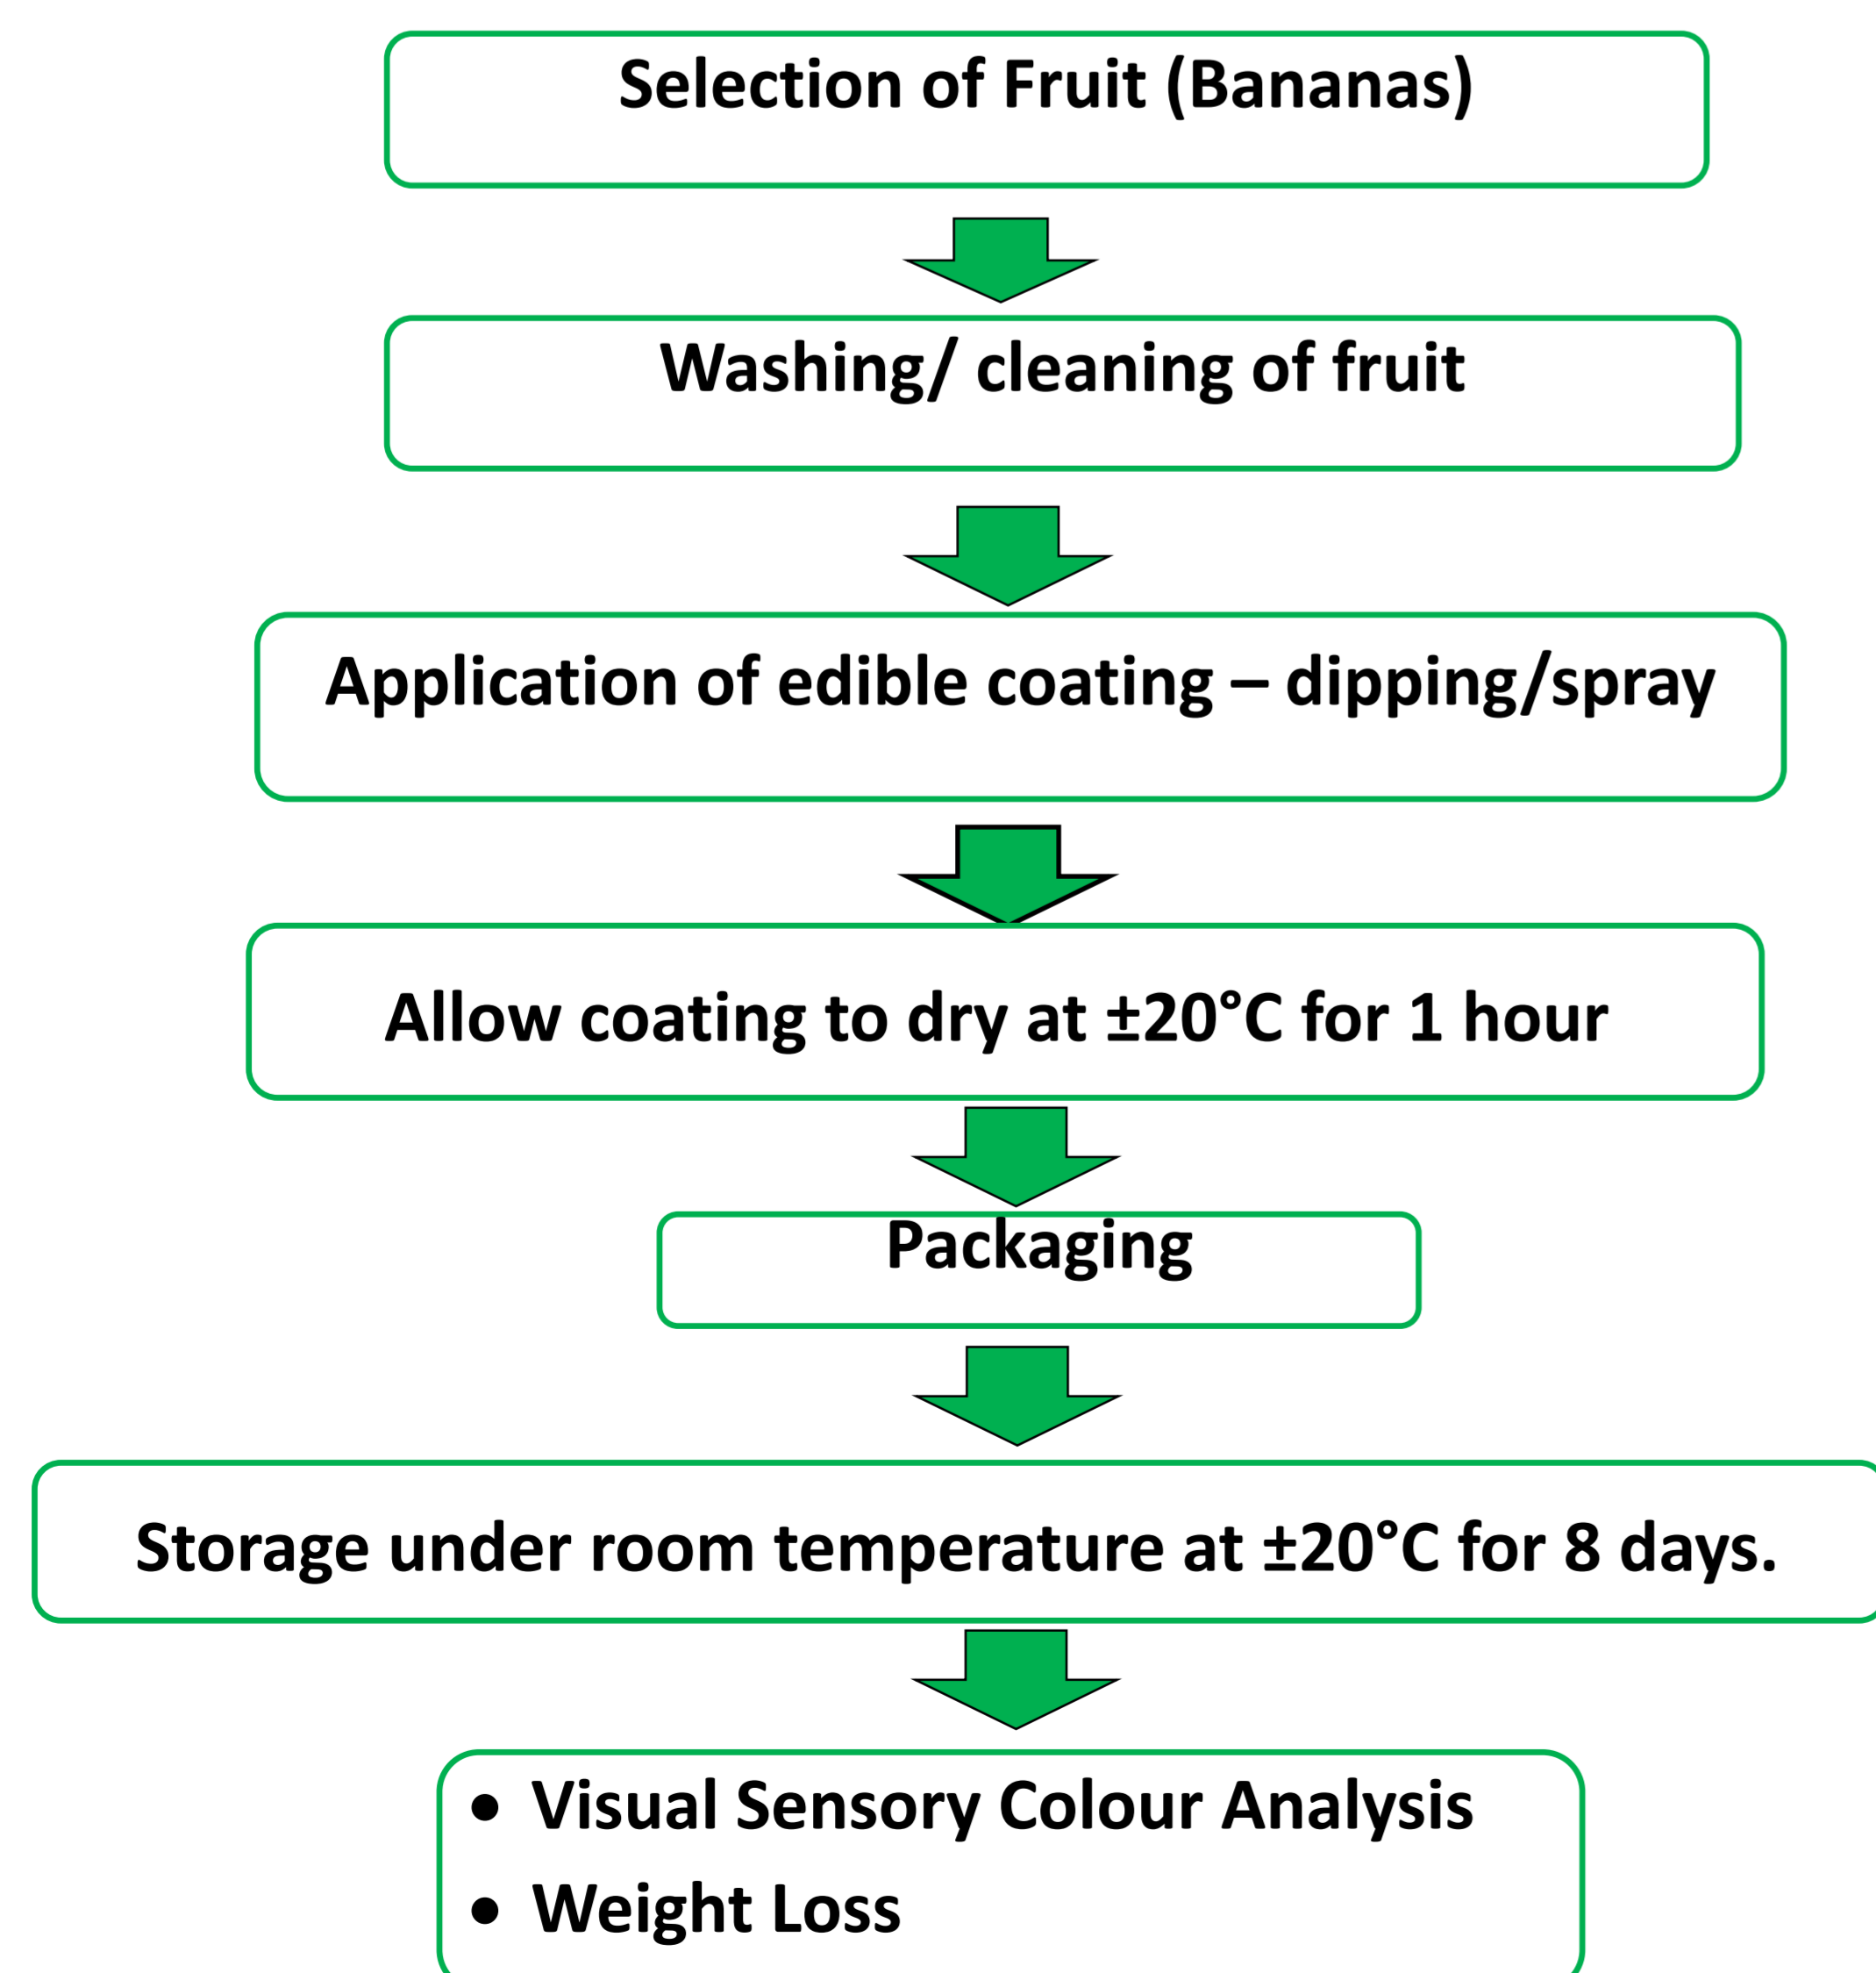 Selection of Fruit (Bananas)
Washing/ cleaning of fruit
Application of edible coating – dipping/spray
Allow coating to dry at ±20°C for 1 hour
Packaging
Storage under room temperature at ±20°C for 8 days.
• Visual Sensory Colour Analysis
• Weight Loss